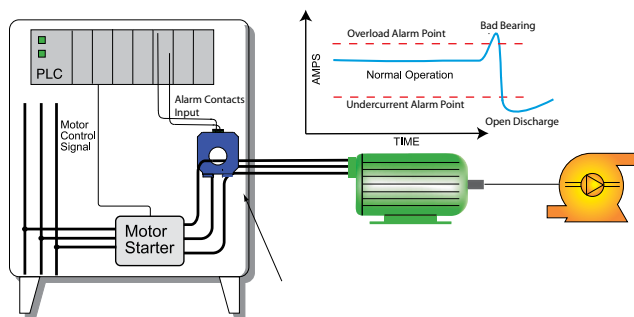 PLC
Alarm Contacts
Input
Motor
Control
Signal
Motor
Starter
AMPS
Overload Alarm Point
Bad Bearing
Normal Operation
Undercurrent Alarm Point
Open Discharge
TIME